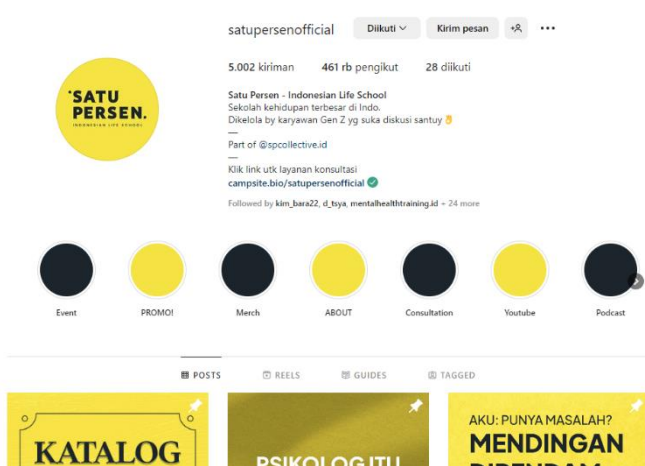 satupersenofficial Diikuti Kirim pesan
5.002 kiriman 461 rb pengikut 28 diikuti
Satu Persen - Indonesian Life School
Sekolah kehidupan terbesar di Indo.
Dikelola by karyawan Gen Z yg suka diskusi santuy 👌
—
Part of @spcollective.id
—
Klik link utk layanan konsultasi
campsite.bio/satupersenofficial
Followed by kim_bara22, d_tsya, mentalhealthtraining.id + 24 more
SATU
PERSEN.
INDONESIAN LIFE SCHOOL
Event PROMO! Merch ABOUT Consultation Youtube Podcast
POSTS REELS GUIDES TAGGED
KATALOG
PSIKOLOG ITU
AKU: PUNYA MASALAH?
MENDINGAN